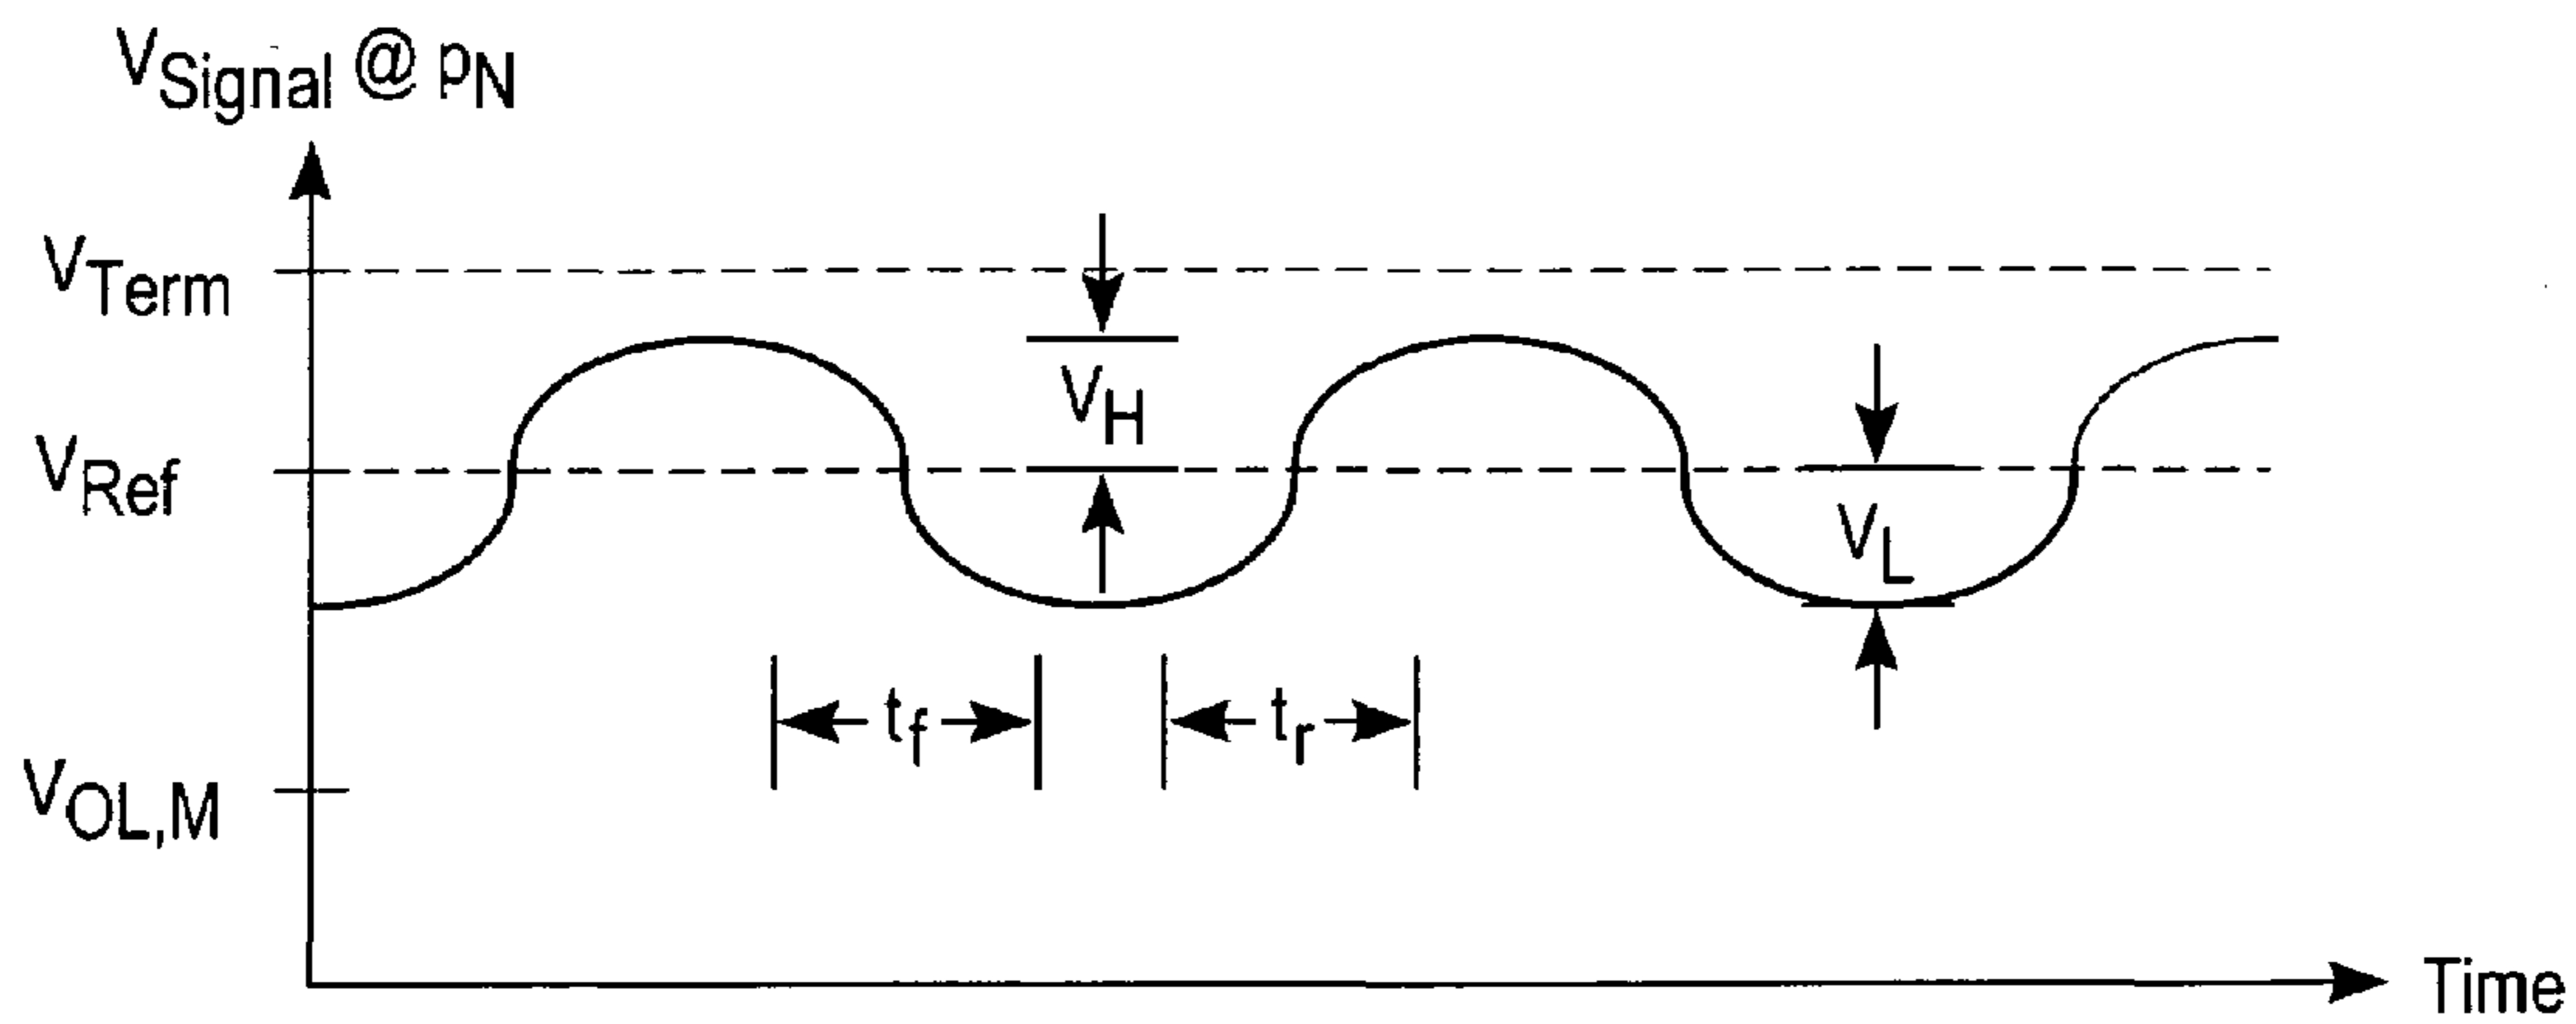 VSignal @ pN
VTerm
VH
VRef
VL
tf
tr
VOL,M
Time